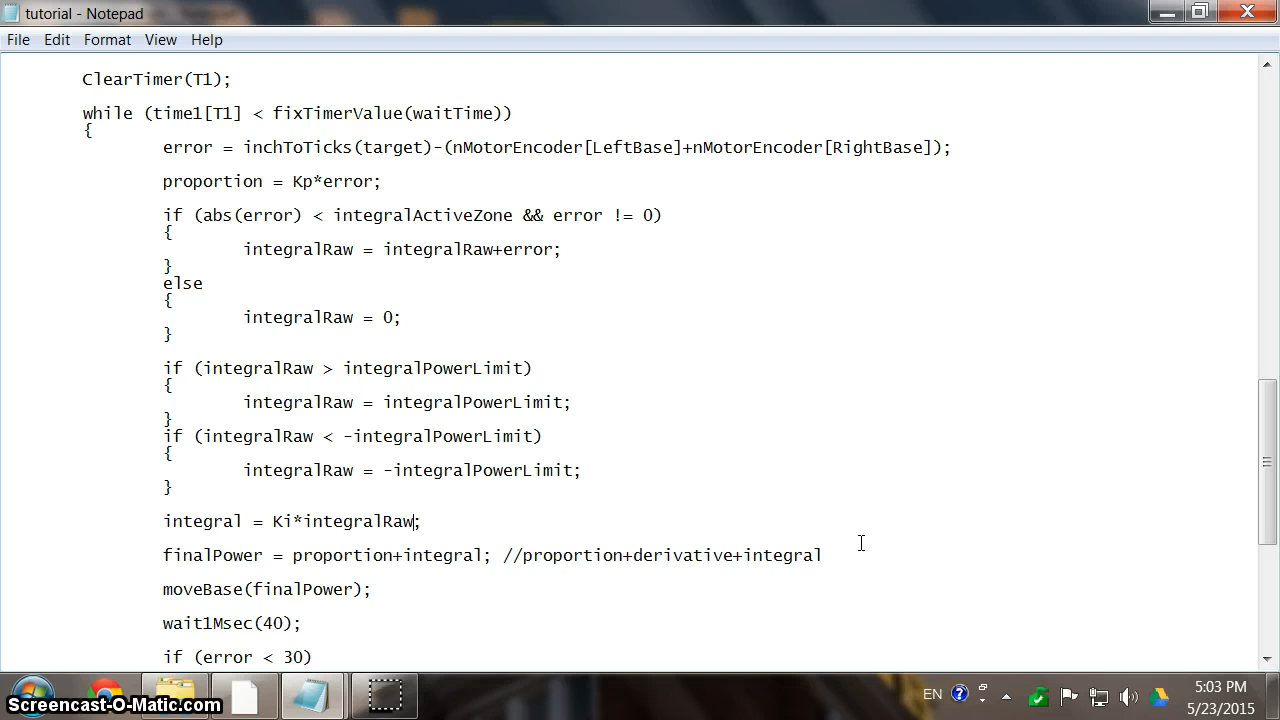 tutorial - Notepad
File Edit Format View Help
ClearTimer(T1);
while (time1[T1] < fixTimerValue(waitTime))
{
error = inchToTicks(target)-(nMotorEncoder[LeftBase]+nMotorEncoder[RightBase]);
proportion = Kp*error;
if (abs(error) < integralActiveZone && error != 0)
{
integralRaw = integralRaw+error;
}
else
{
integralRaw = 0;
}
if (integralRaw > integralPowerLimit)
{
integralRaw = integralPowerLimit;
}
if (integralRaw < -integralPowerLimit)
{
integralRaw = -integralPowerLimit;
}
integral = Ki*integralRaw;
finalPower = proportion+integral; //proportion+derivative+integral
moveBase(finalPower);
wait1Msec(40);
if (error < 30)
EN
5:03 PM
5/23/2015
Screencast-O-Matic.com